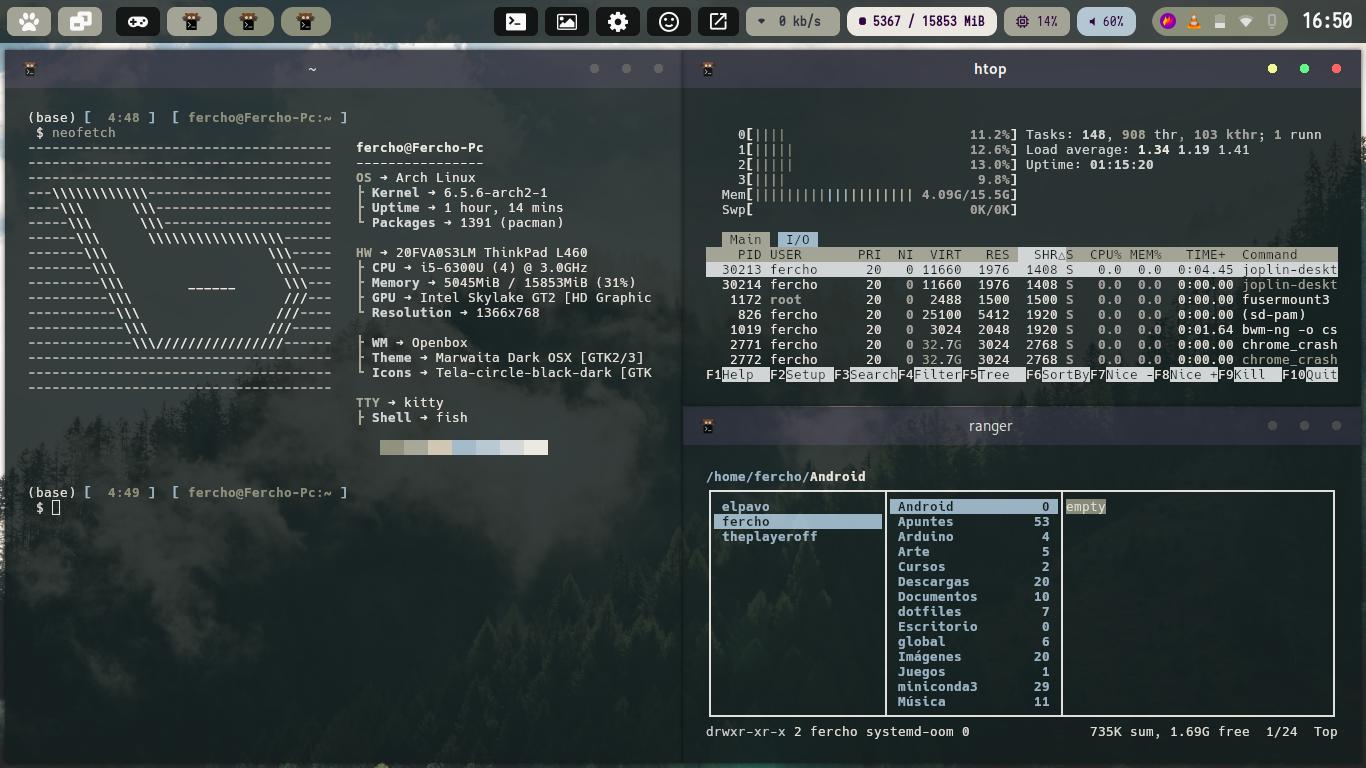 0 kb/s 5367 / 15853 MiB 14% 60% 16:50
~
(base) [ 4:48 ] [ fercho@Fercho-Pc:~ ]
$ neofetch
fercho@Fercho-Pc
----------------
OS ➜ Arch Linux
├ Kernel ➜ 6.5.6-arch2-1
├ Uptime ➜ 1 hour, 14 mins
└ Packages ➜ 1391 (pacman)
HW ➜ 20FVA0S3LM ThinkPad L460
├ CPU ➜ i5-6300U (4) @ 3.0GHz
├ Memory ➜ 5045MiB / 15853MiB (31%)
├ GPU ➜ Intel Skylake GT2 [HD Graphic
└ Resolution ➜ 1366x768
├ WM ➜ Openbox
├ Theme ➜ Marwaita Dark OSX [GTK2/3]
└ Icons ➜ Tela-circle-black-dark [GTK
TTY ➜ kitty
├ Shell ➜ fish
(base) [ 4:49 ] [ fercho@Fercho-Pc:~ ]
$
htop
0[|||| 11.2%] Tasks: 148, 908 thr, 103 kthr; 1 runn
1[||||| 12.6%] Load average: 1.34 1.19 1.41
2[||||| 13.0%] Uptime: 01:15:20
3[|||| 9.8%]
Mem[|||||||||||||||||||| 4.09G/15.5G]
Swp[ 0K/0K]
Main I/O
PID USER PRI NI VIRT RES SHR△S CPU% MEM% TIME+ Command
30213 fercho 20 0 11660 1976 1408 S 0.0 0.0 0:04.45 joplin-deskt
30214 fercho 20 0 11660 1976 1408 S 0.0 0.0 0:00.00 joplin-deskt
1172 root 20 0 2488 1500 1500 S 0.0 0.0 0:00.00 fusermount3
826 fercho 20 0 25100 5412 1920 S 0.0 0.0 0:00.00 (sd-pam)
1019 fercho 20 0 3024 2048 1920 S 0.0 0.0 0:01.64 bwm-ng -o cs
2771 fercho 20 0 32.7G 3024 2768 S 0.0 0.0 0:00.00 chrome_crash
2772 fercho 20 0 32.7G 3024 2768 S 0.0 0.0 0:00.00 chrome_crash
F1Help F2Setup F3SearchF4FilterF5Tree F6SortByF7Nice -F8Nice +F9Kill F10Quit
ranger
/home/fercho/Android
elpavo Android 0 empty
fercho Apuntes 53
theplayeroff Arduino 4
Arte 5
Cursos 2
Descargas 20
Documentos 10
dotfiles 7
Escritorio 0
global 6
Imágenes 20
Juegos 1
miniconda3 29
Música 11
drwxr-xr-x 2 fercho systemd-oom 0 735K sum, 1.69G free 1/24 Top